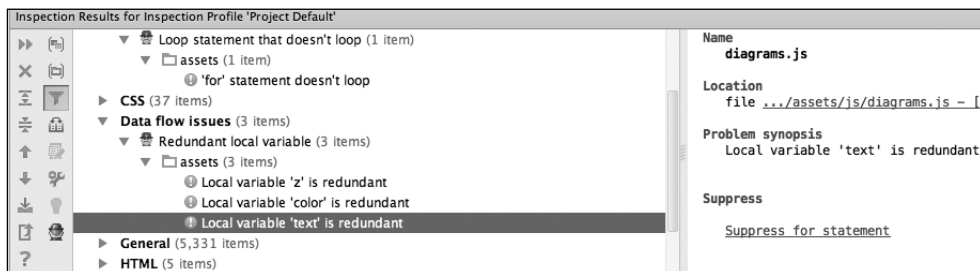 Inspection Results for Inspection Profile 'Project Default'
Loop statement that doesn't loop (1 item)
assets (1 item)
'for' statement doesn't loop
CSS (37 items)
Data flow issues (3 items)
Redundant local variable (3 items)
assets (3 items)
Local variable 'z' is redundant
Local variable 'color' is redundant
Local variable 'text' is redundant
General (5,331 items)
HTML (5 items)
Name
diagrams.js
Location
file .../assets/js/diagrams.js – [
Problem synopsis
Local variable 'text' is redundant
Suppress
Suppress for statement